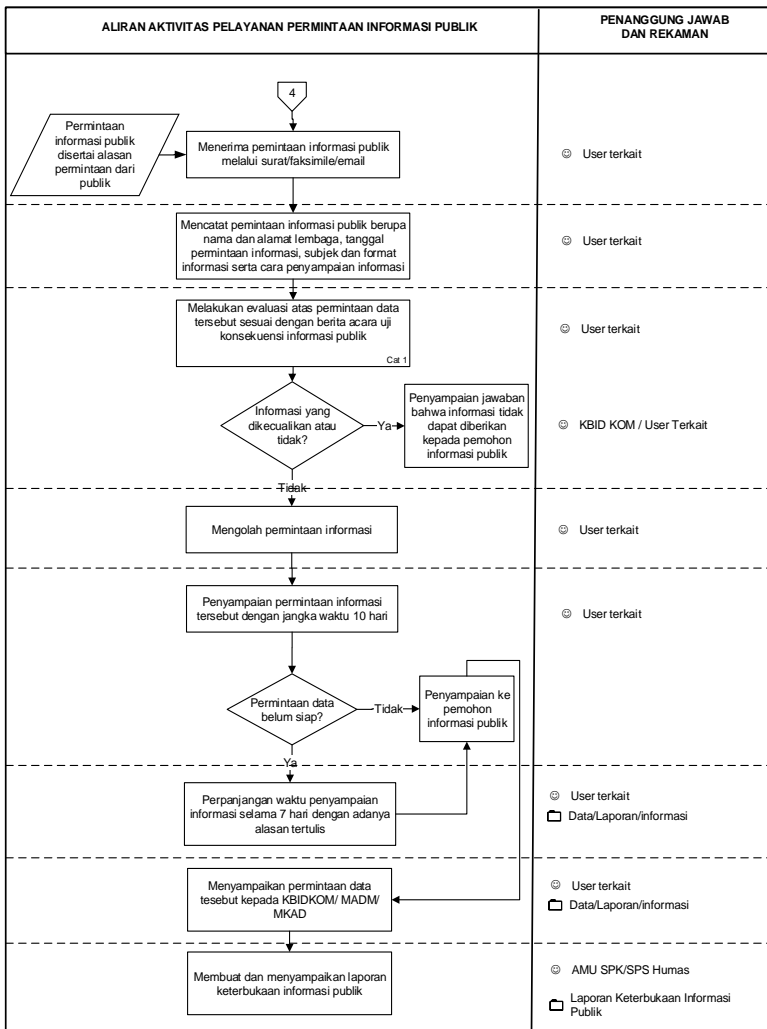 ALIRAN AKTIVITAS PELAYANAN PERMINTAAN INFORMASI PUBLIK
PENANGGUNG JAWAB
DAN REKAMAN
4
Permintaan
informasi publik
disertai alasan
permintaan dari
publik
Menerima pemintaan informasi publik
melalui surat/faksimile/email
☺ User terkait
Mencatat pemintaan informasi publik berupa
nama dan alamat lembaga, tanggal
permintaan informasi, subjek dan format
informasi serta cara penyampaian informasi
☺ User terkait
Melakukan evaluasi atas permintaan data
tersebut sesuai dengan berita acara uji
konsekuensi informasi publik
Cat 1
☺ User terkait
Informasi yang
dikecualikan atau
tidak?
Ya
Penyampaian jawaban
bahwa informasi tidak
dapat diberikan
kepada pemohon
informasi publik
☺ KBID KOM / User Terkait
Tidak
Mengolah permintaan informasi
☺ User terkait
Penyampaian permintaan informasi
tersebut dengan jangka waktu 10 hari
☺ User terkait
Permintaan data
belum siap?
Tidak
Penyampaian ke
pemohon
informasi publik
Ya
Perpanjangan waktu penyampaian
informasi selama 7 hari dengan adanya
alasan tertulis
☺ User terkait
Data/Laporan/informasi
Menyampaikan permintaan data
tesebut kepada KBIDKOM/ MADM/
MKAD
☺ User terkait
Data/Laporan/informasi
Membuat dan menyampaikan laporan
keterbukaan informasi publik
☺ AMU SPK/SPS Humas
Laporan Keterbukaan Informasi
Publik